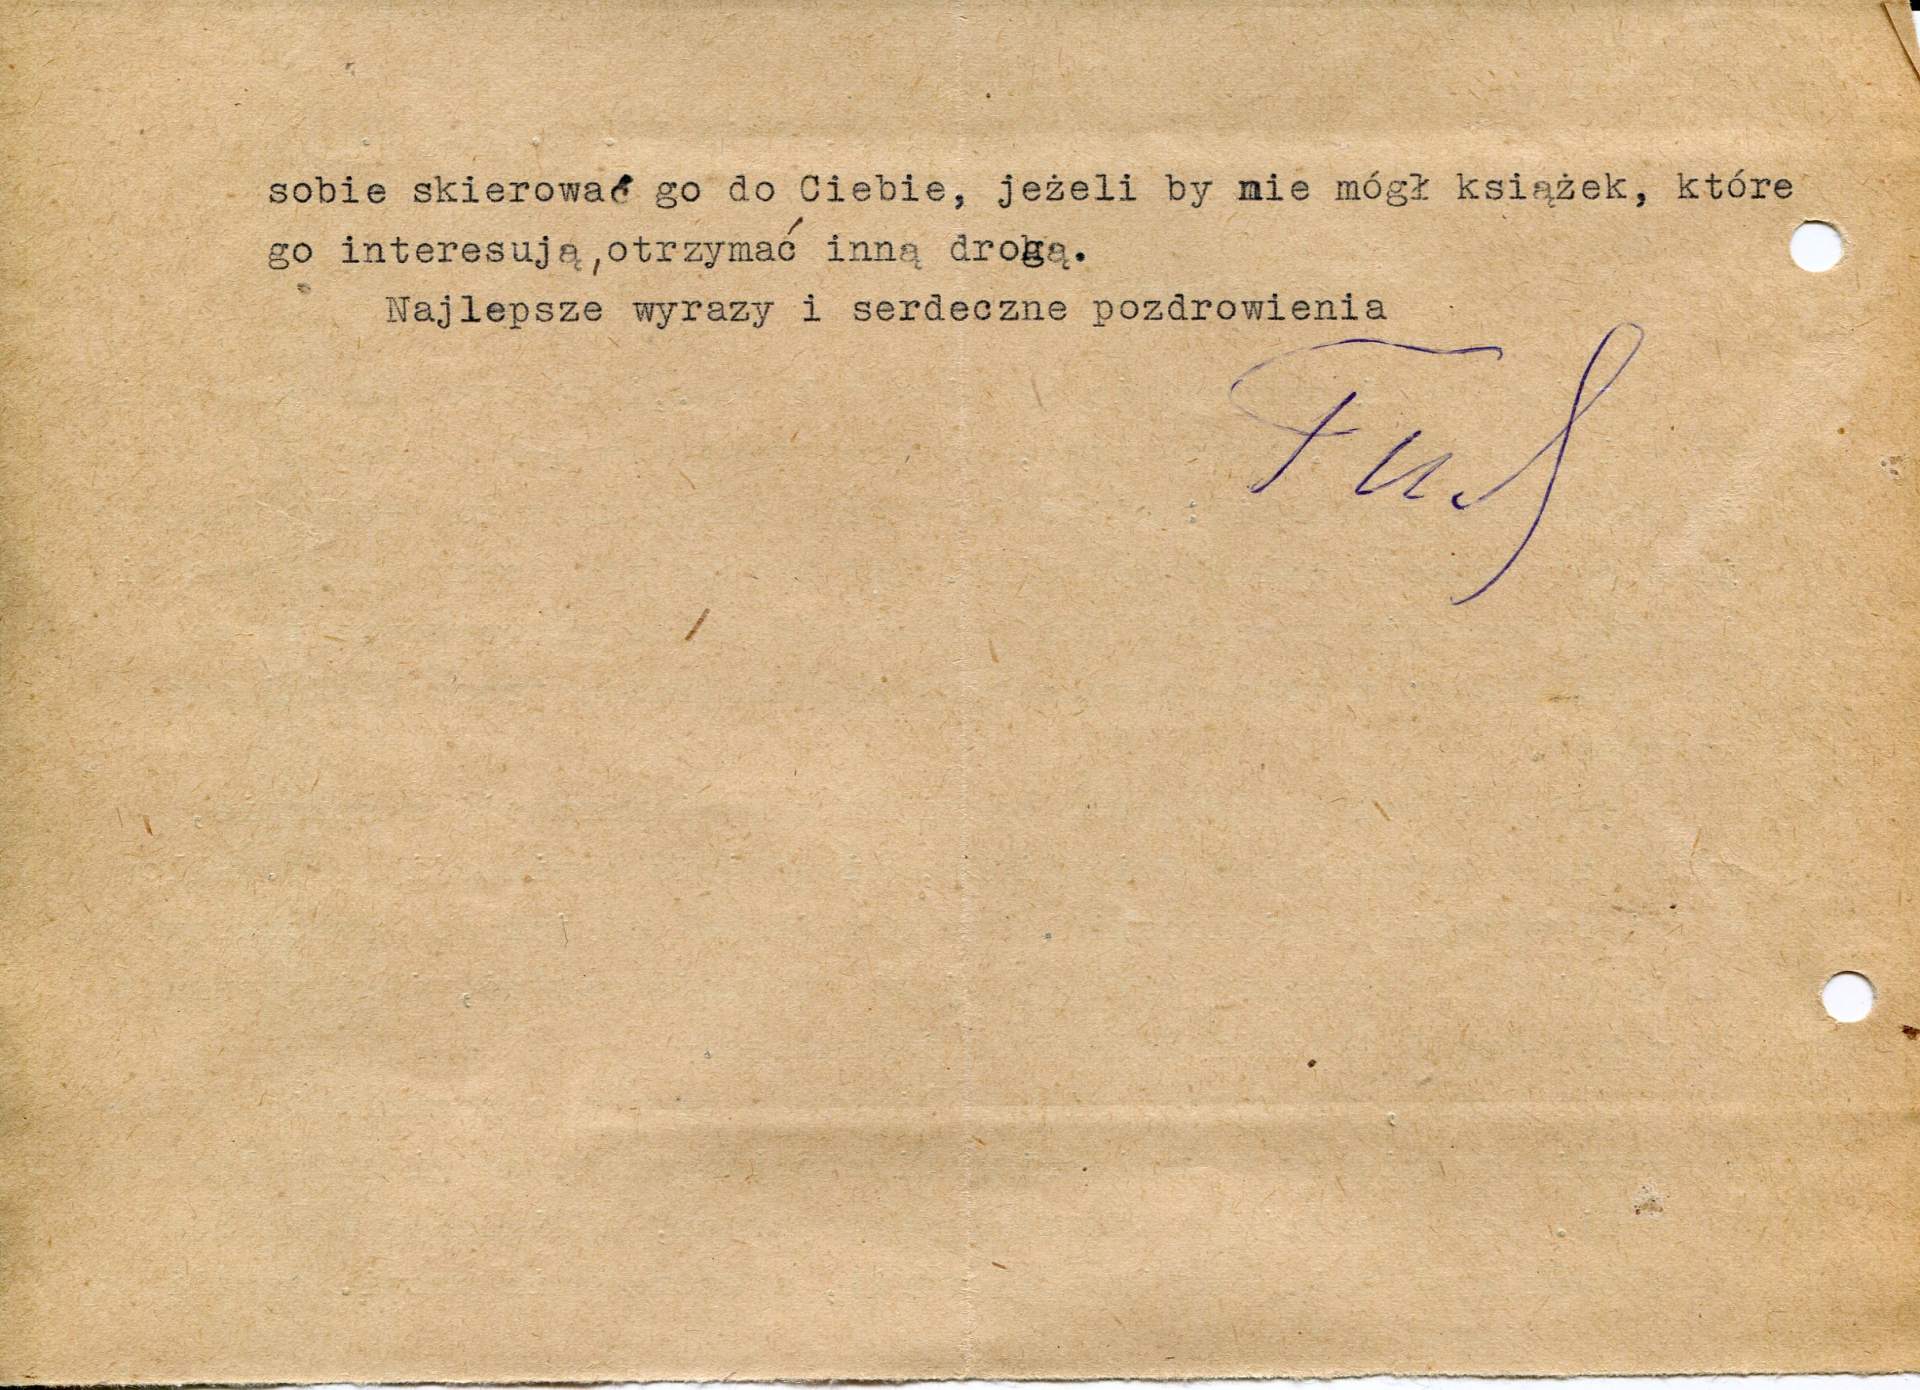 sobie skierować go do Ciebie, jeżeli by nie mógł książek, które
go interesują, otrzymać inną drogą.
Najlepsze wyrazy i serdeczne pozdrowienia